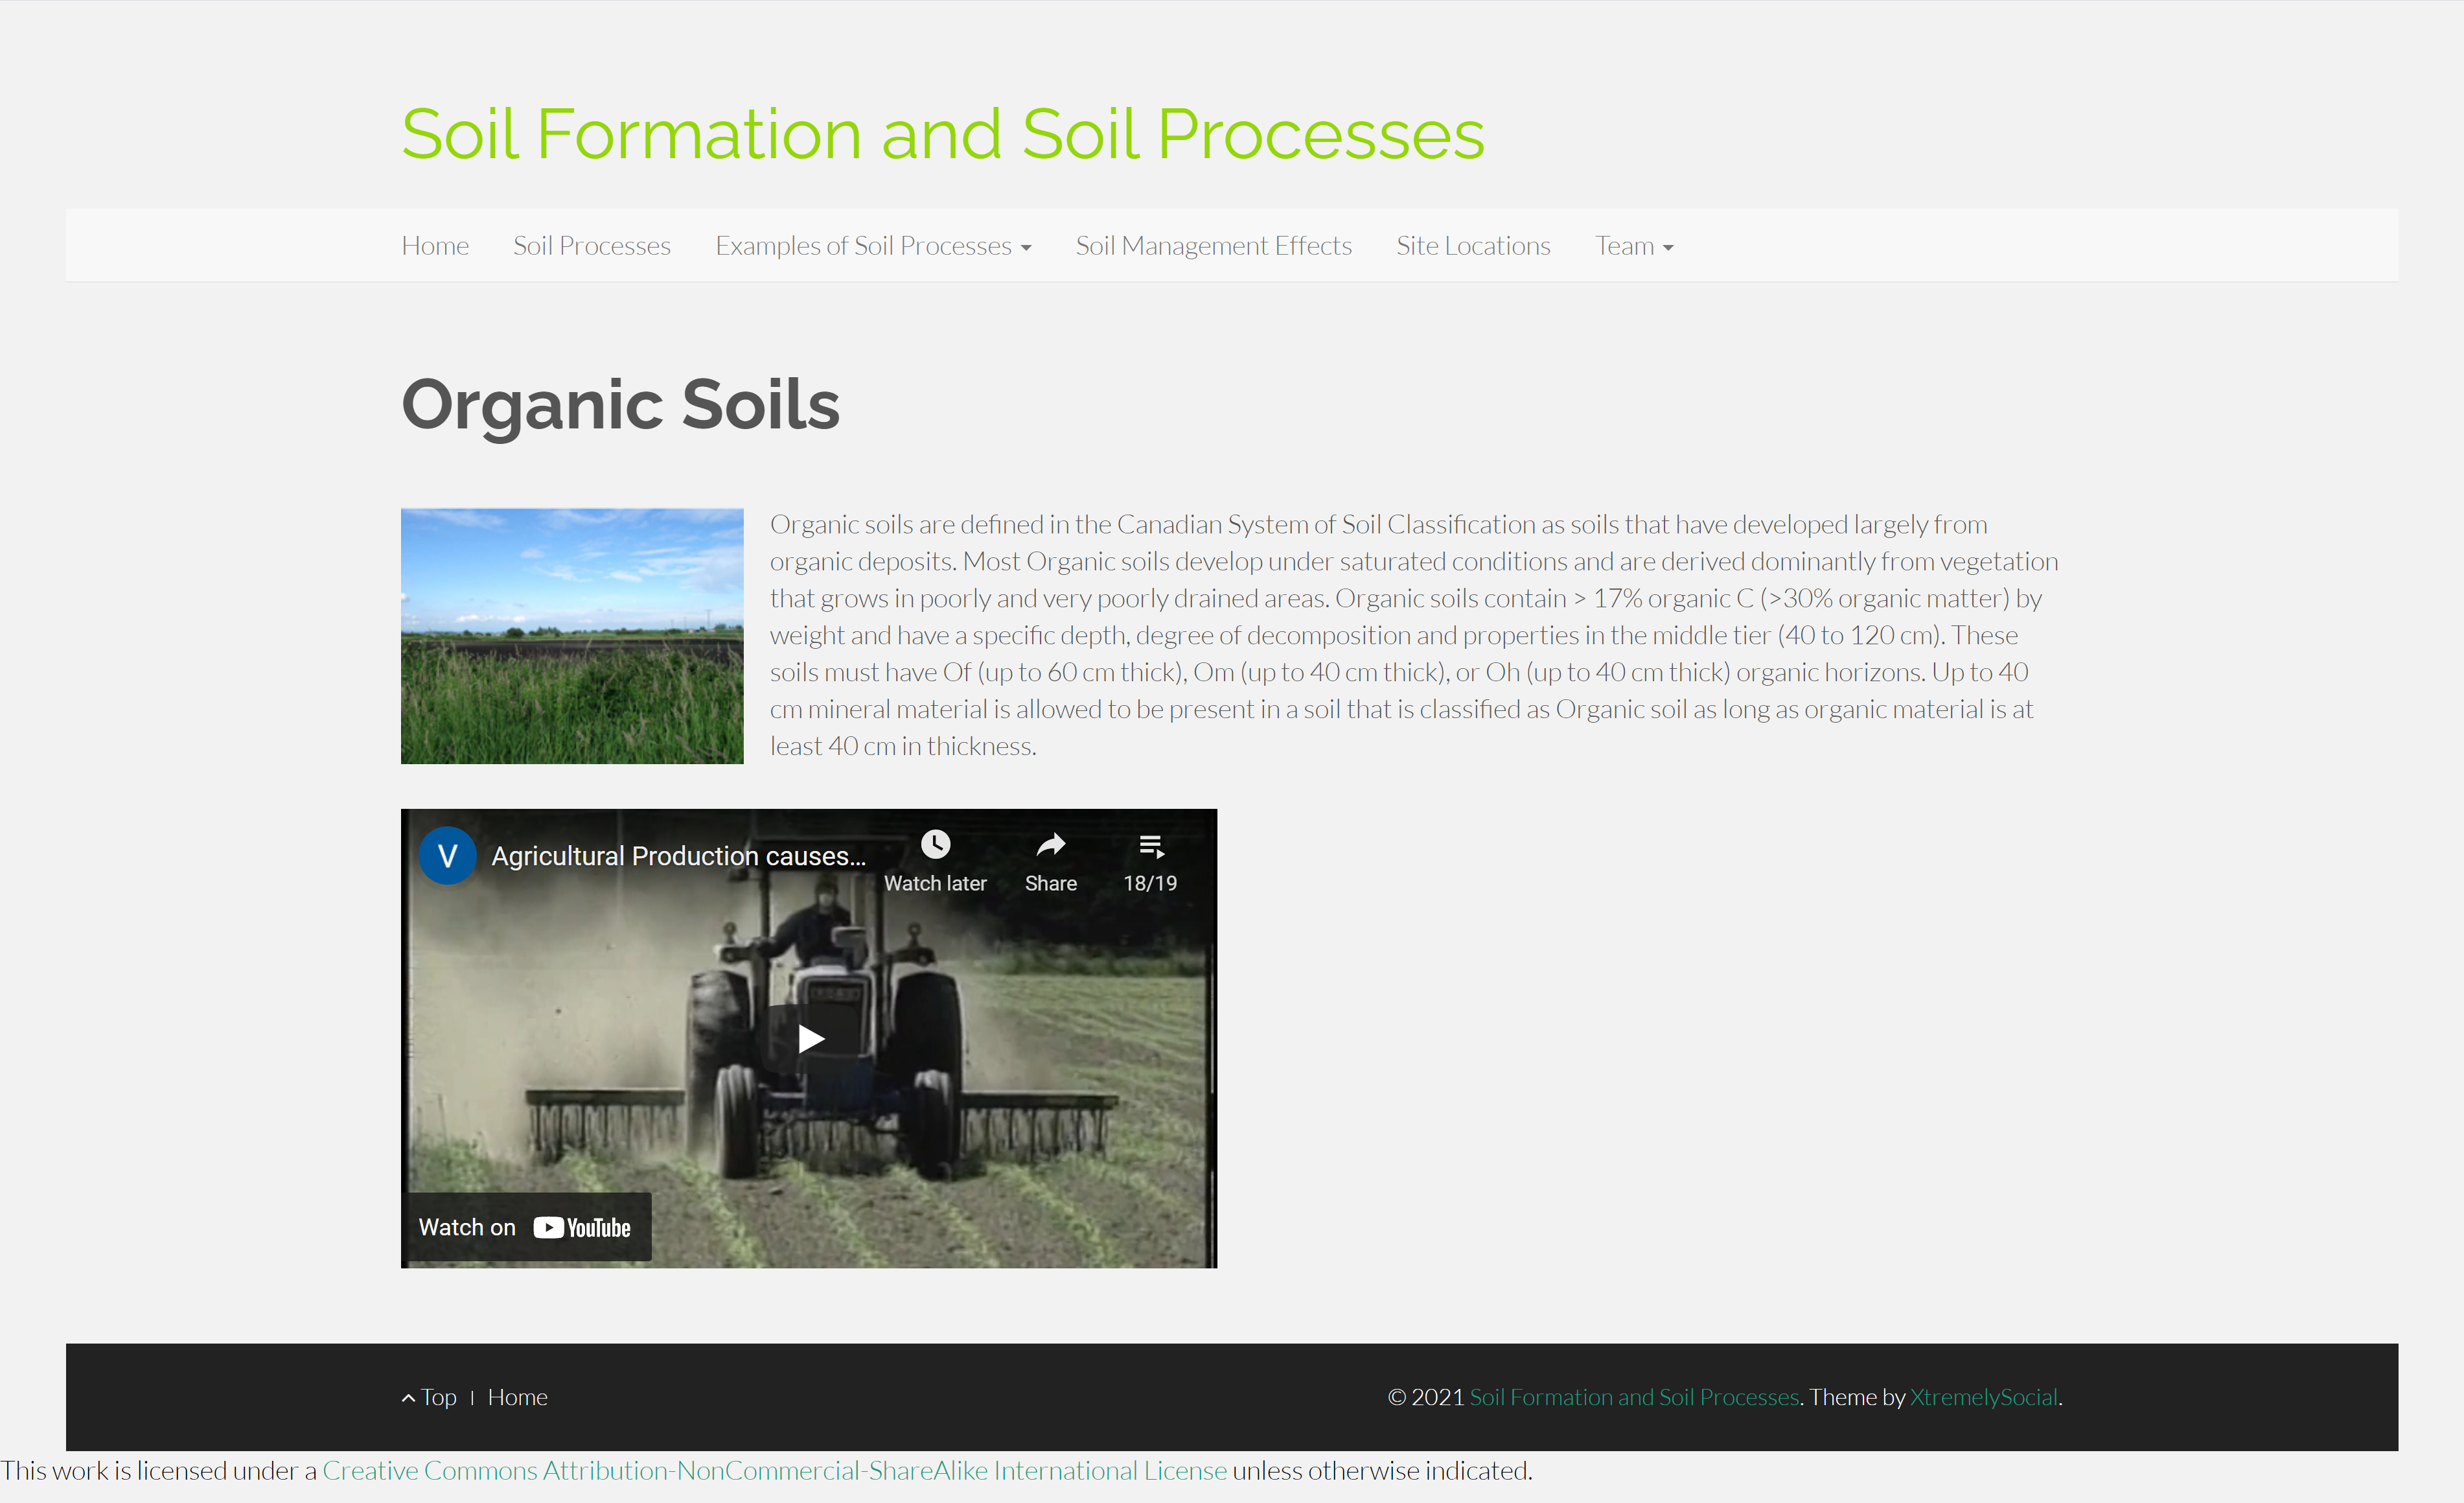 Soil Formation and Soil Processes
Home Soil Processes Examples of Soil Processes Soil Management Effects Site Locations Team
Organic Soils
Organic soils are defined in the Canadian System of Soil Classification as soils that have developed largely from
organic deposits. Most Organic soils develop under saturated conditions and are derived dominantly from vegetation
that grows in poorly and very poorly drained areas. Organic soils contain > 17% organic C (>30% organic matter) by
weight and have a specific depth, degree of decomposition and properties in the middle tier (40 to 120 cm). These
soils must have Of (up to 60 cm thick), Om (up to 40 cm thick), or Oh (up to 40 cm thick) organic horizons. Up to 40
cm mineral material is allowed to be present in a soil that is classified as Organic soil as long as organic material is at
least 40 cm in thickness.
V Agricultural Production causes...
Watch later Share 18/19
Watch on YouTube
Top | Home
© 2021 Soil Formation and Soil Processes. Theme by XtremelySocial.
This work is licensed under a Creative Commons Attribution-NonCommercial-ShareAlike International License unless otherwise indicated.